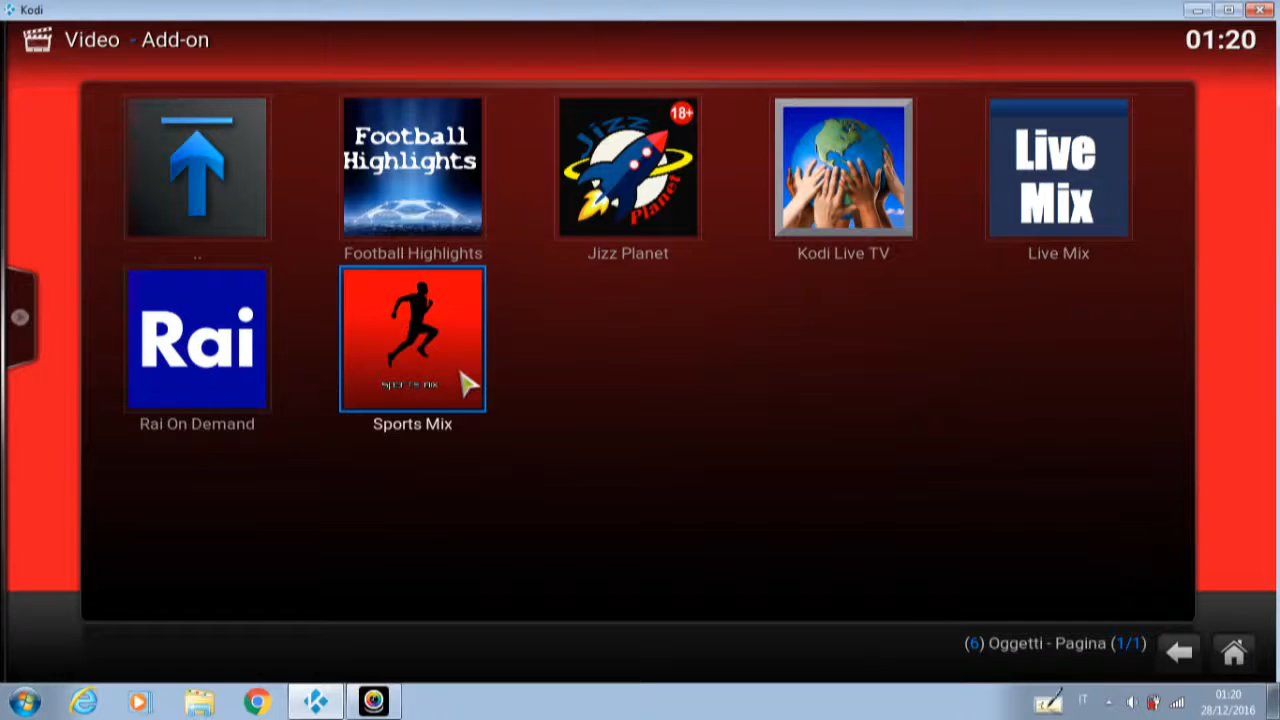 Kodi
Video - Add-on
01:20
Football
Highlights
Jizz
Planet
18+
Live
Mix
..
Football Highlights
Jizz Planet
Kodi Live TV
Live Mix
Rai
sports mix
Rai On Demand
Sports Mix
(6) Oggetti - Pagina (1/1)
IT
01:20
28/12/2016